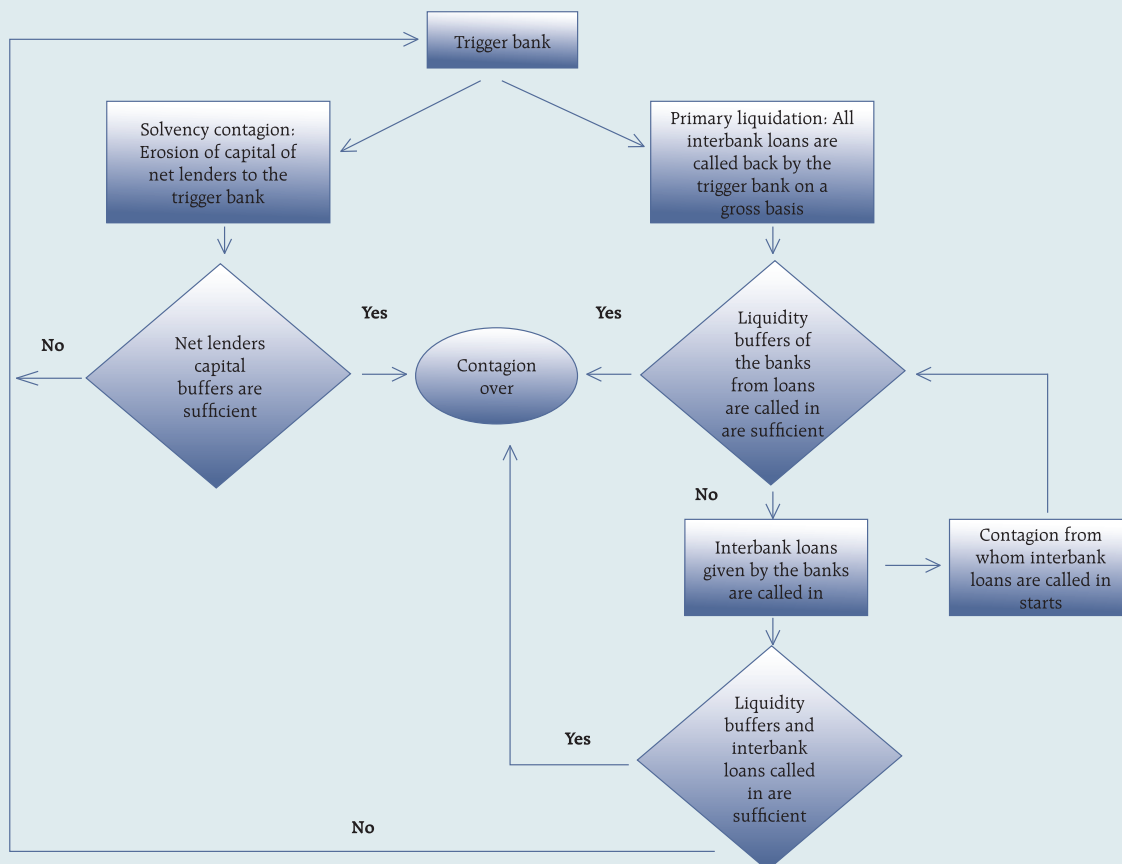 Trigger bank
Solvency contagion:
Erosion of capital of
net lenders to the
trigger bank
Primary liquidation: All
interbank loans are
called back by the
trigger bank on a
gross basis
No
Net lenders
capital
buffers are
sufficient
Yes
Contagion
over
Yes
Liquidity
buffers of
the banks
from loans
are called in
are sufficient
No
Interbank loans
given by the banks
are called in
Contagion from
whom interbank
loans are called in
starts
Liquidity
buffers and
interbank
loans called
in are
sufficient
Yes
No